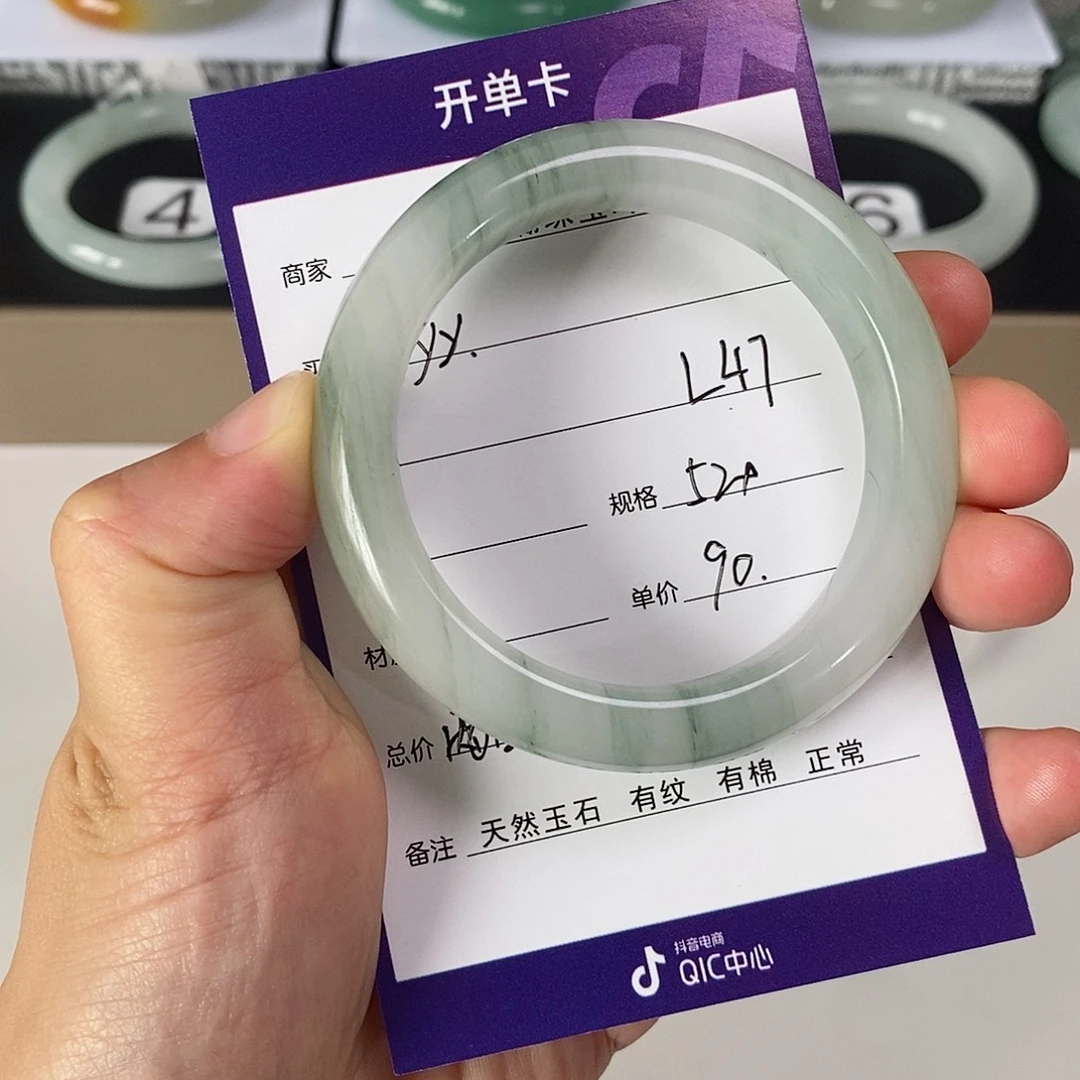 开单卡
4
6
商家
yy.
L47
规格 52
单价 90.
材
总价
备注 天然玉石 有纹 有棉 正常
抖音电商
QIC中心